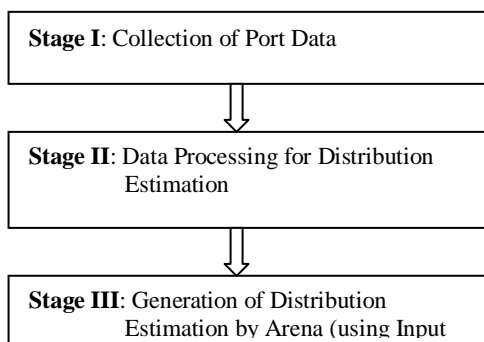 Stage I: Collection of Port Data
Stage II: Data Processing for Distribution
Estimation
Stage III: Generation of Distribution
Estimation by Arena (using Input